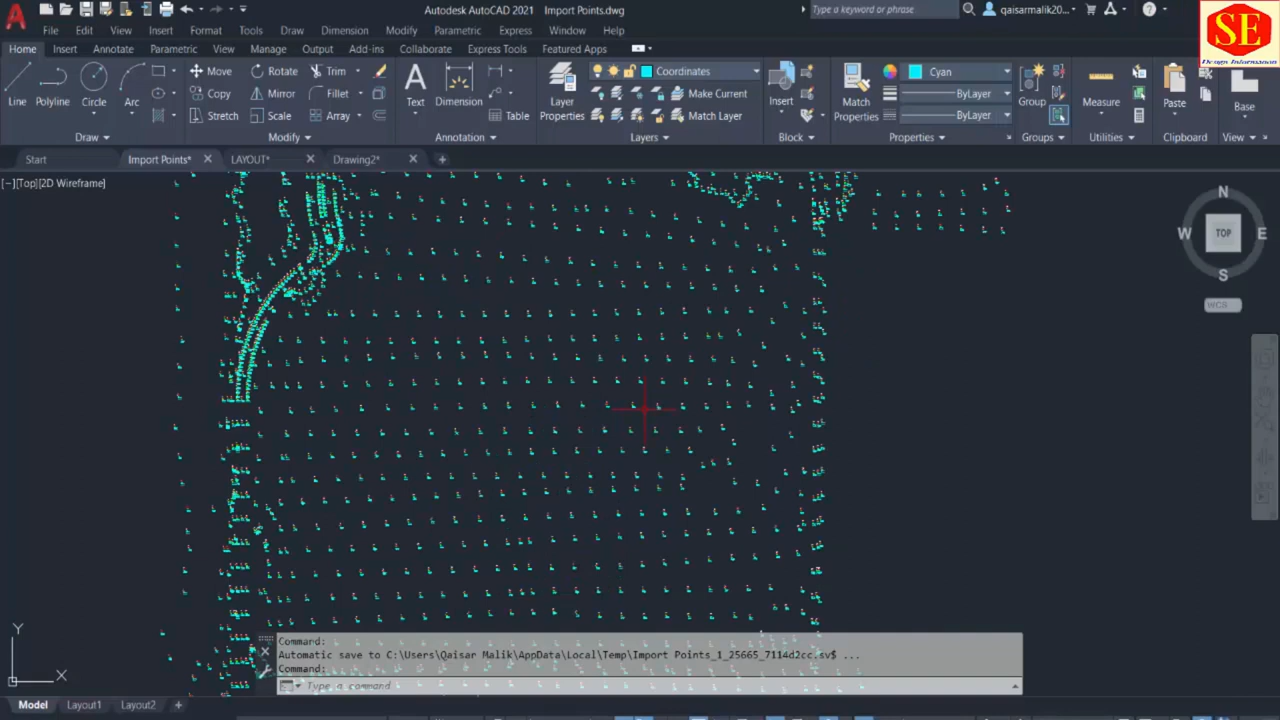 Autodesk AutoCAD 2021 Import Points.dwg
Type a keyword or phrase
qaisarmalik20...
SE
Design Information
File Edit View Insert Format Tools Draw Dimension Modify Parametric Express Window Help
Home Insert Annotate Parametric View Manage Output Add-ins Collaborate Express Tools Featured Apps
Line
Polyline
Circle
Arc
Move
Rotate
Trim
Copy
Mirror
Fillet
Stretch
Scale
Array
Text
Dimension
Table
Layer
Properties
Coordinates
Make Current
Match Layer
Insert
Match
Properties
Cyan
ByLayer
ByLayer
Group
Measure
Paste
Base
Draw
Modify
Annotation
Layers
Block
Properties
Groups
Utilities
Clipboard
View
Start
Import Points*
LAYOUT*
Drawing2*
[−][Top][2D Wireframe]
N
W
TOP
E
S
WCS
Command:
Automatic save to C:\Users\Qaisar Malik\AppData\Local\Temp\Import Points_1_25665_7114d2cc.sv$ ...
Command:
Type a command
Y
X
Model
Layout1
Layout2